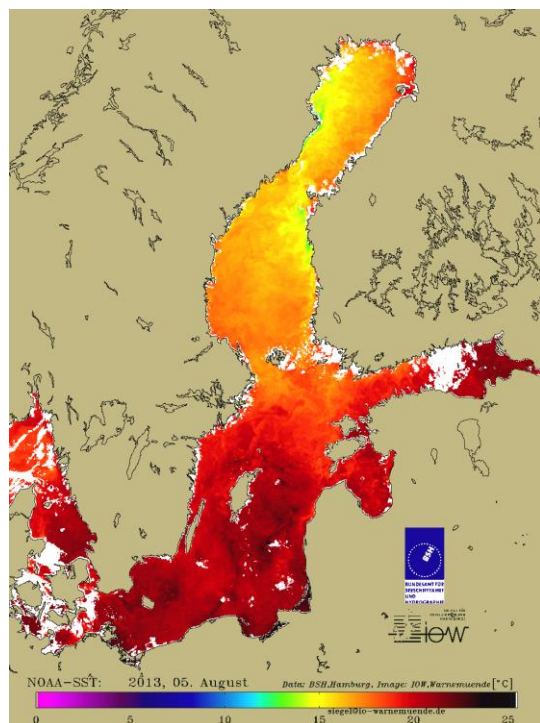 BSH
BUNDESAMT FÜR
SEESCHIFFFAHRT
UND
HYDROGRAPHIE
IOW
NOAA-SST: 2013, 05. August Data: BSH,Hamburg, Image: IOW,Warnemuende[°C]
siegel@io-warnemuende.de
0 5 10 15 20 25